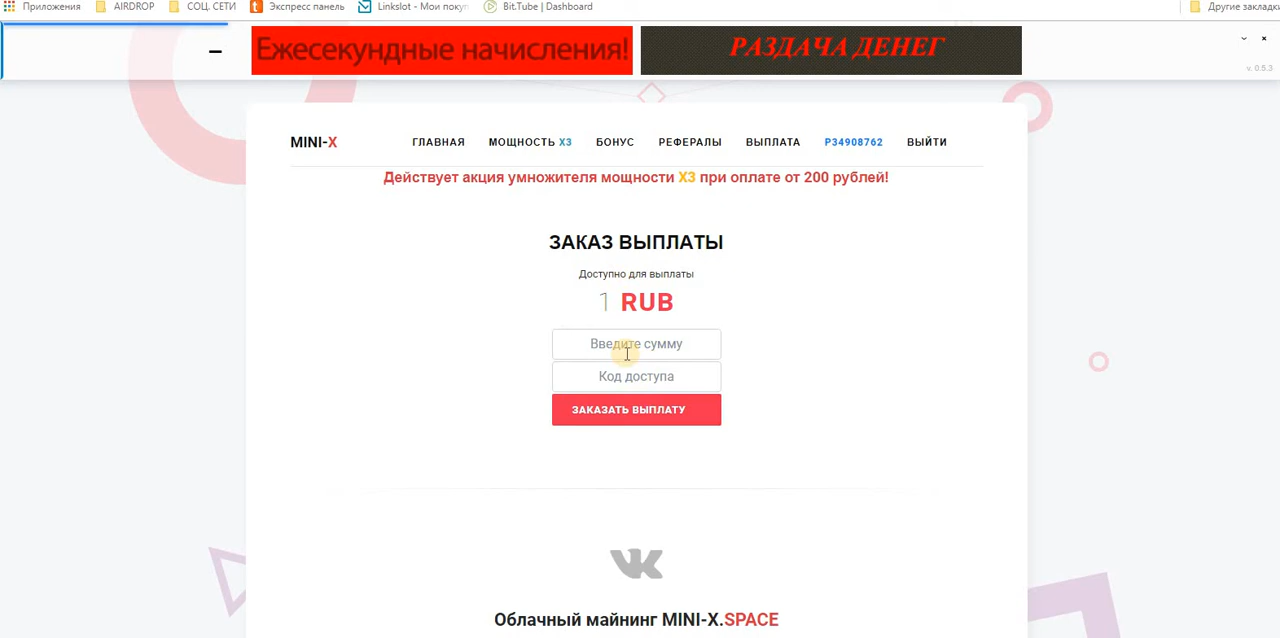 Приложения AIRDROP СОЦ. СЕТИ Экспресс панель Linkslot - Мои покуп Bit.Tube | Dashboard Другие закладки
Ежесекундные начисления! РАЗДАЧА ДЕНЕГ
v. 0.5.3
MINI-X ГЛАВНАЯ МОЩНОСТЬ X3 БОНУС РЕФЕРАЛЫ ВЫПЛАТА P34908762 ВЫЙТИ
Действует акция умножителя мощности X3 при оплате от 200 рублей!
ЗАКАЗ ВЫПЛАТЫ
Доступно для выплаты
1 RUB
Введите сумму
Код доступа
ЗАКАЗАТЬ ВЫПЛАТУ
Облачный майнинг MINI-X.SPACE